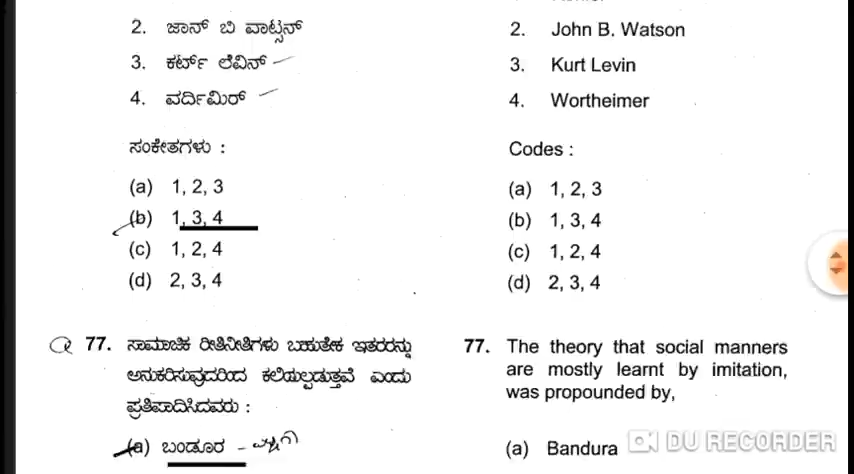 2. ಜಾನ್ ಬಿ ವಾಟ್ಸನ್
3. ಕರ್ಟ್ ಲೆವಿನ್
4. ವರ್ದಿಮಿರ್
ಸಂಕೇತಗಳು :
(a) 1, 2, 3
(b) 1, 3, 4
(c) 1, 2, 4
(d) 2, 3, 4
77. ಸಾಮಾಜಿಕ ರೀತಿನೀತಿಗಳು ಬಹುತೇಕ ಇತರರನ್ನು
ಅನುಕರಿಸುವುದರಿಂದ ಕಲಿಯಲ್ಪಡುತ್ತವೆ ಎಂದು
ಪ್ರತಿಪಾದಿಸಿದವರು :
(a) ಬಂಡೂರ -
2. John B. Watson
3. Kurt Levin
4. Wortheimer
Codes :
(a) 1, 2, 3
(b) 1, 3, 4
(c) 1, 2, 4
(d) 2, 3, 4
77. The theory that social manners
are mostly learnt by imitation,
was propounded by,
(a) Bandura
DU RECORDER